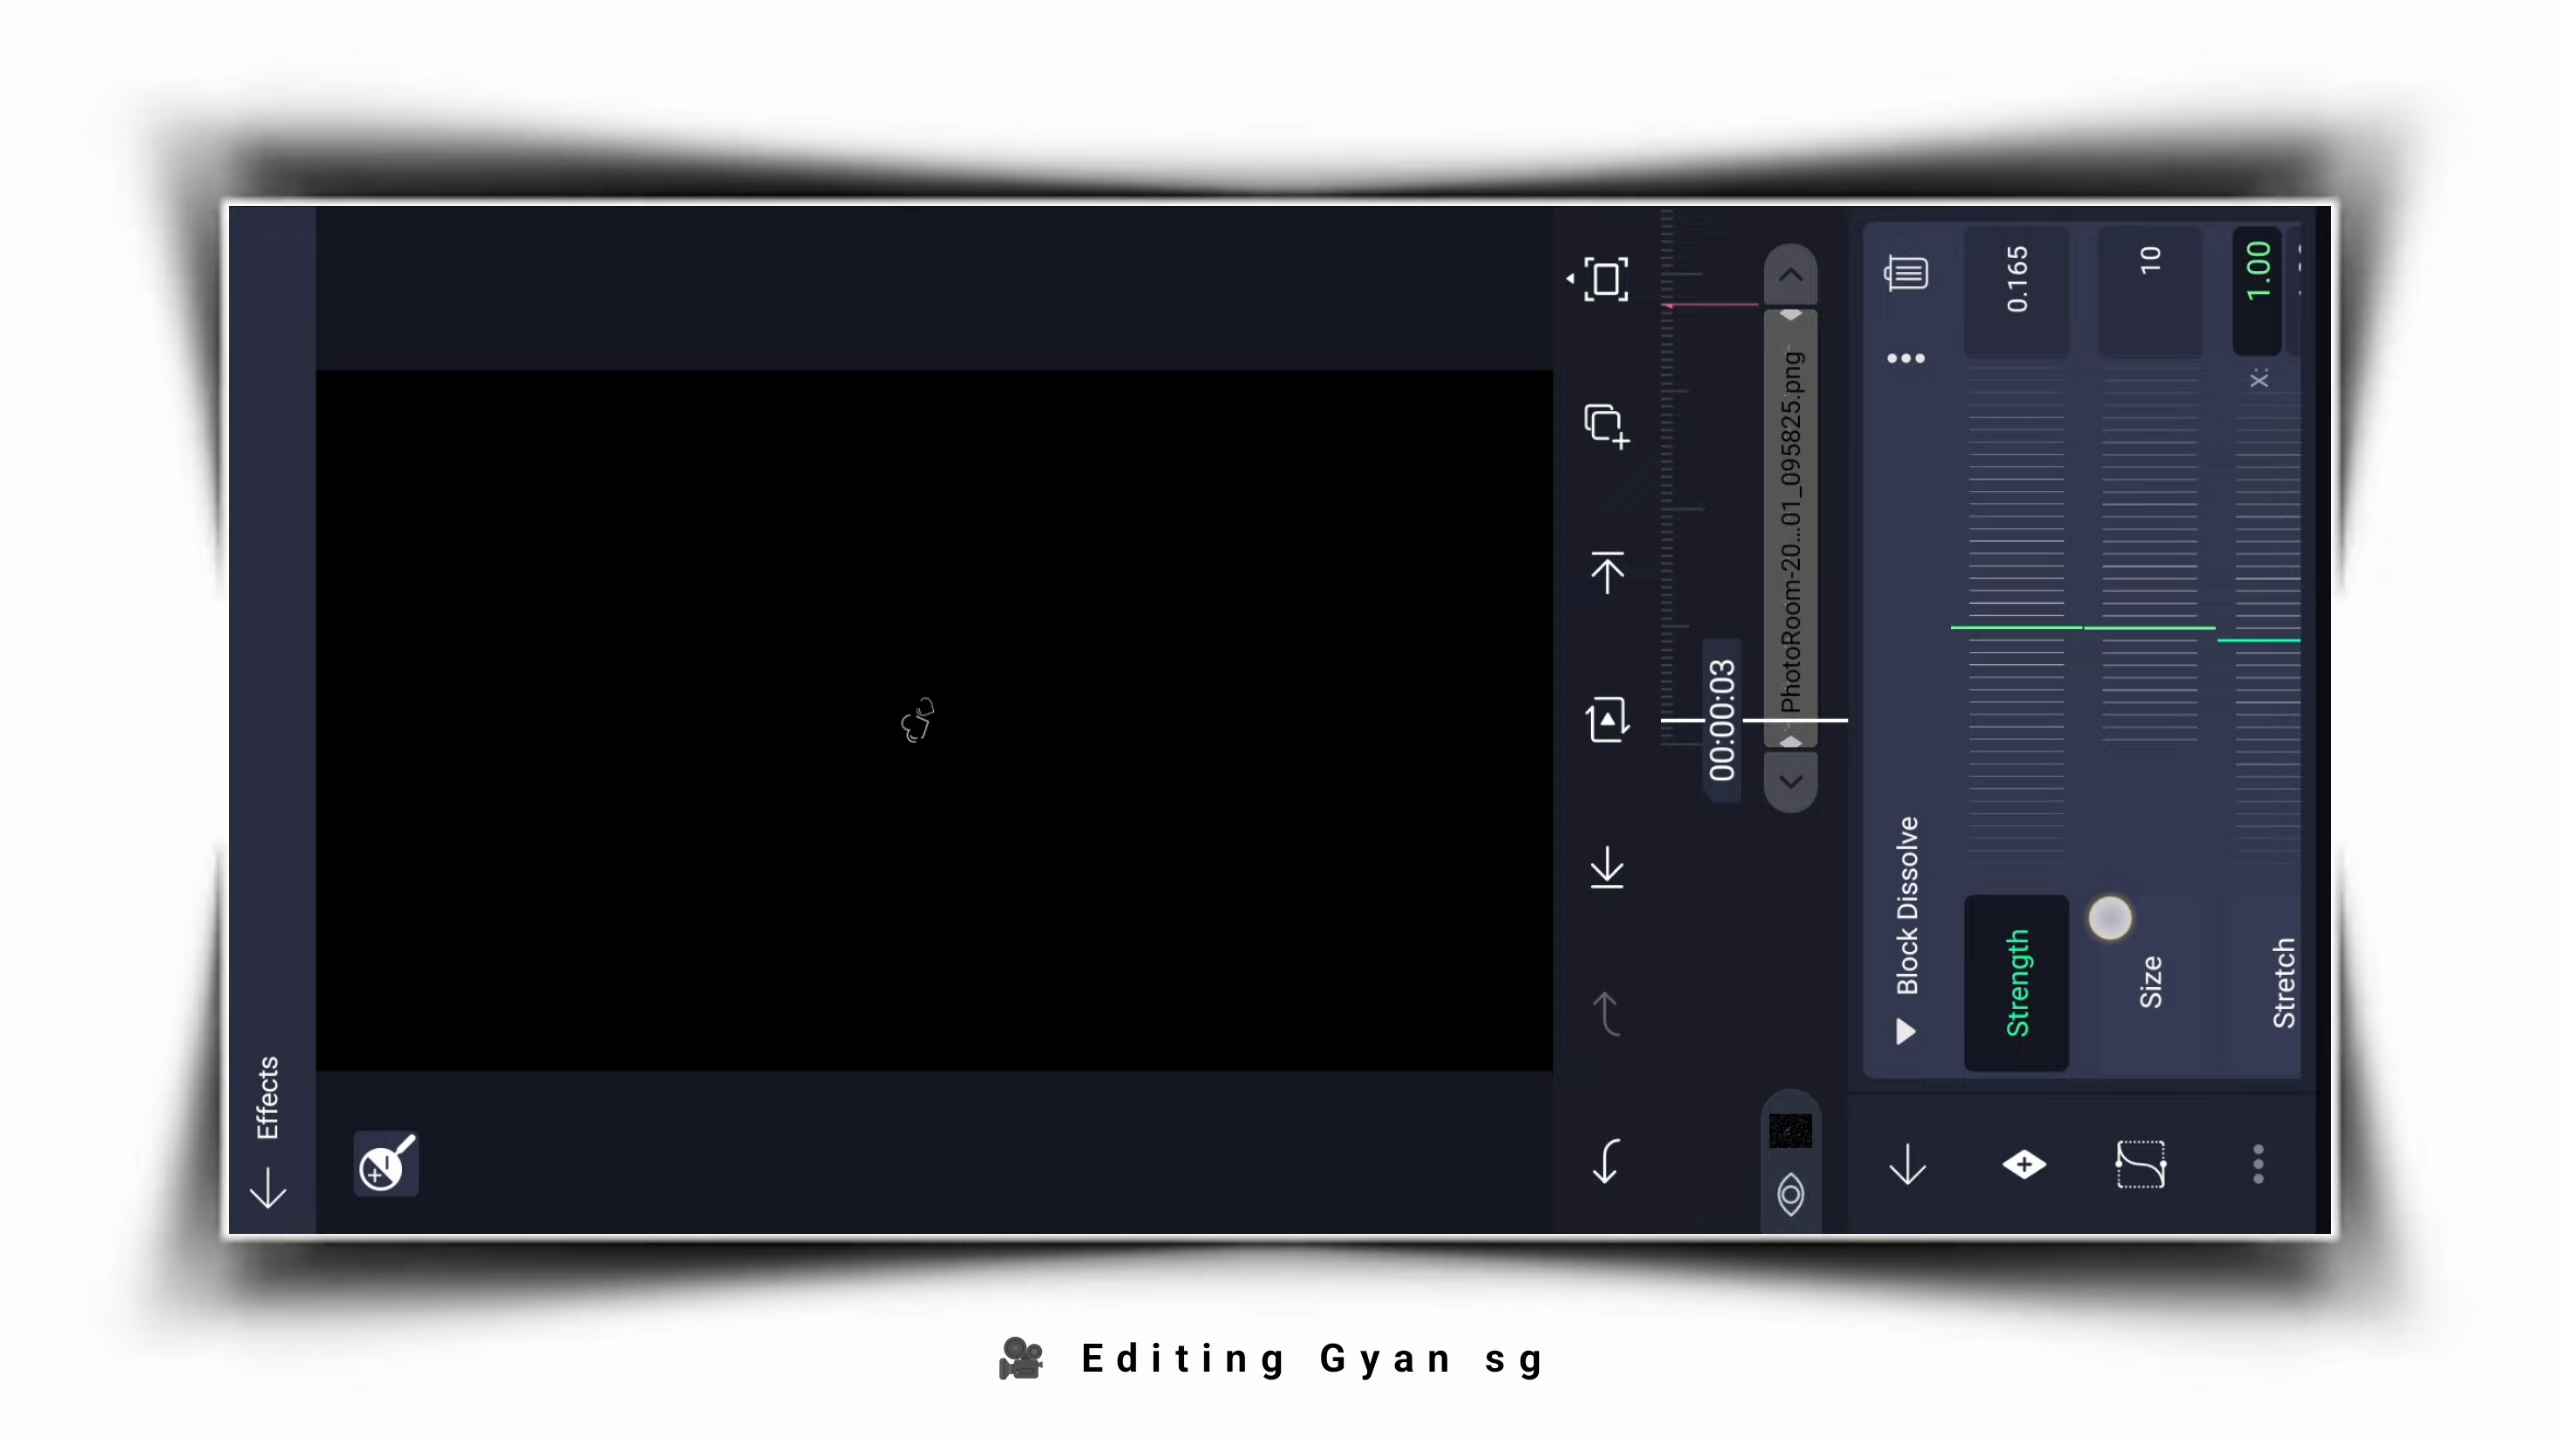 Effects
00:00:03
PhotoRoom-20...01_095825.png
Block Dissolve
Strength
0.165
Size
10
Stretch
X:
1.00
🎥 Editing Gyan sg